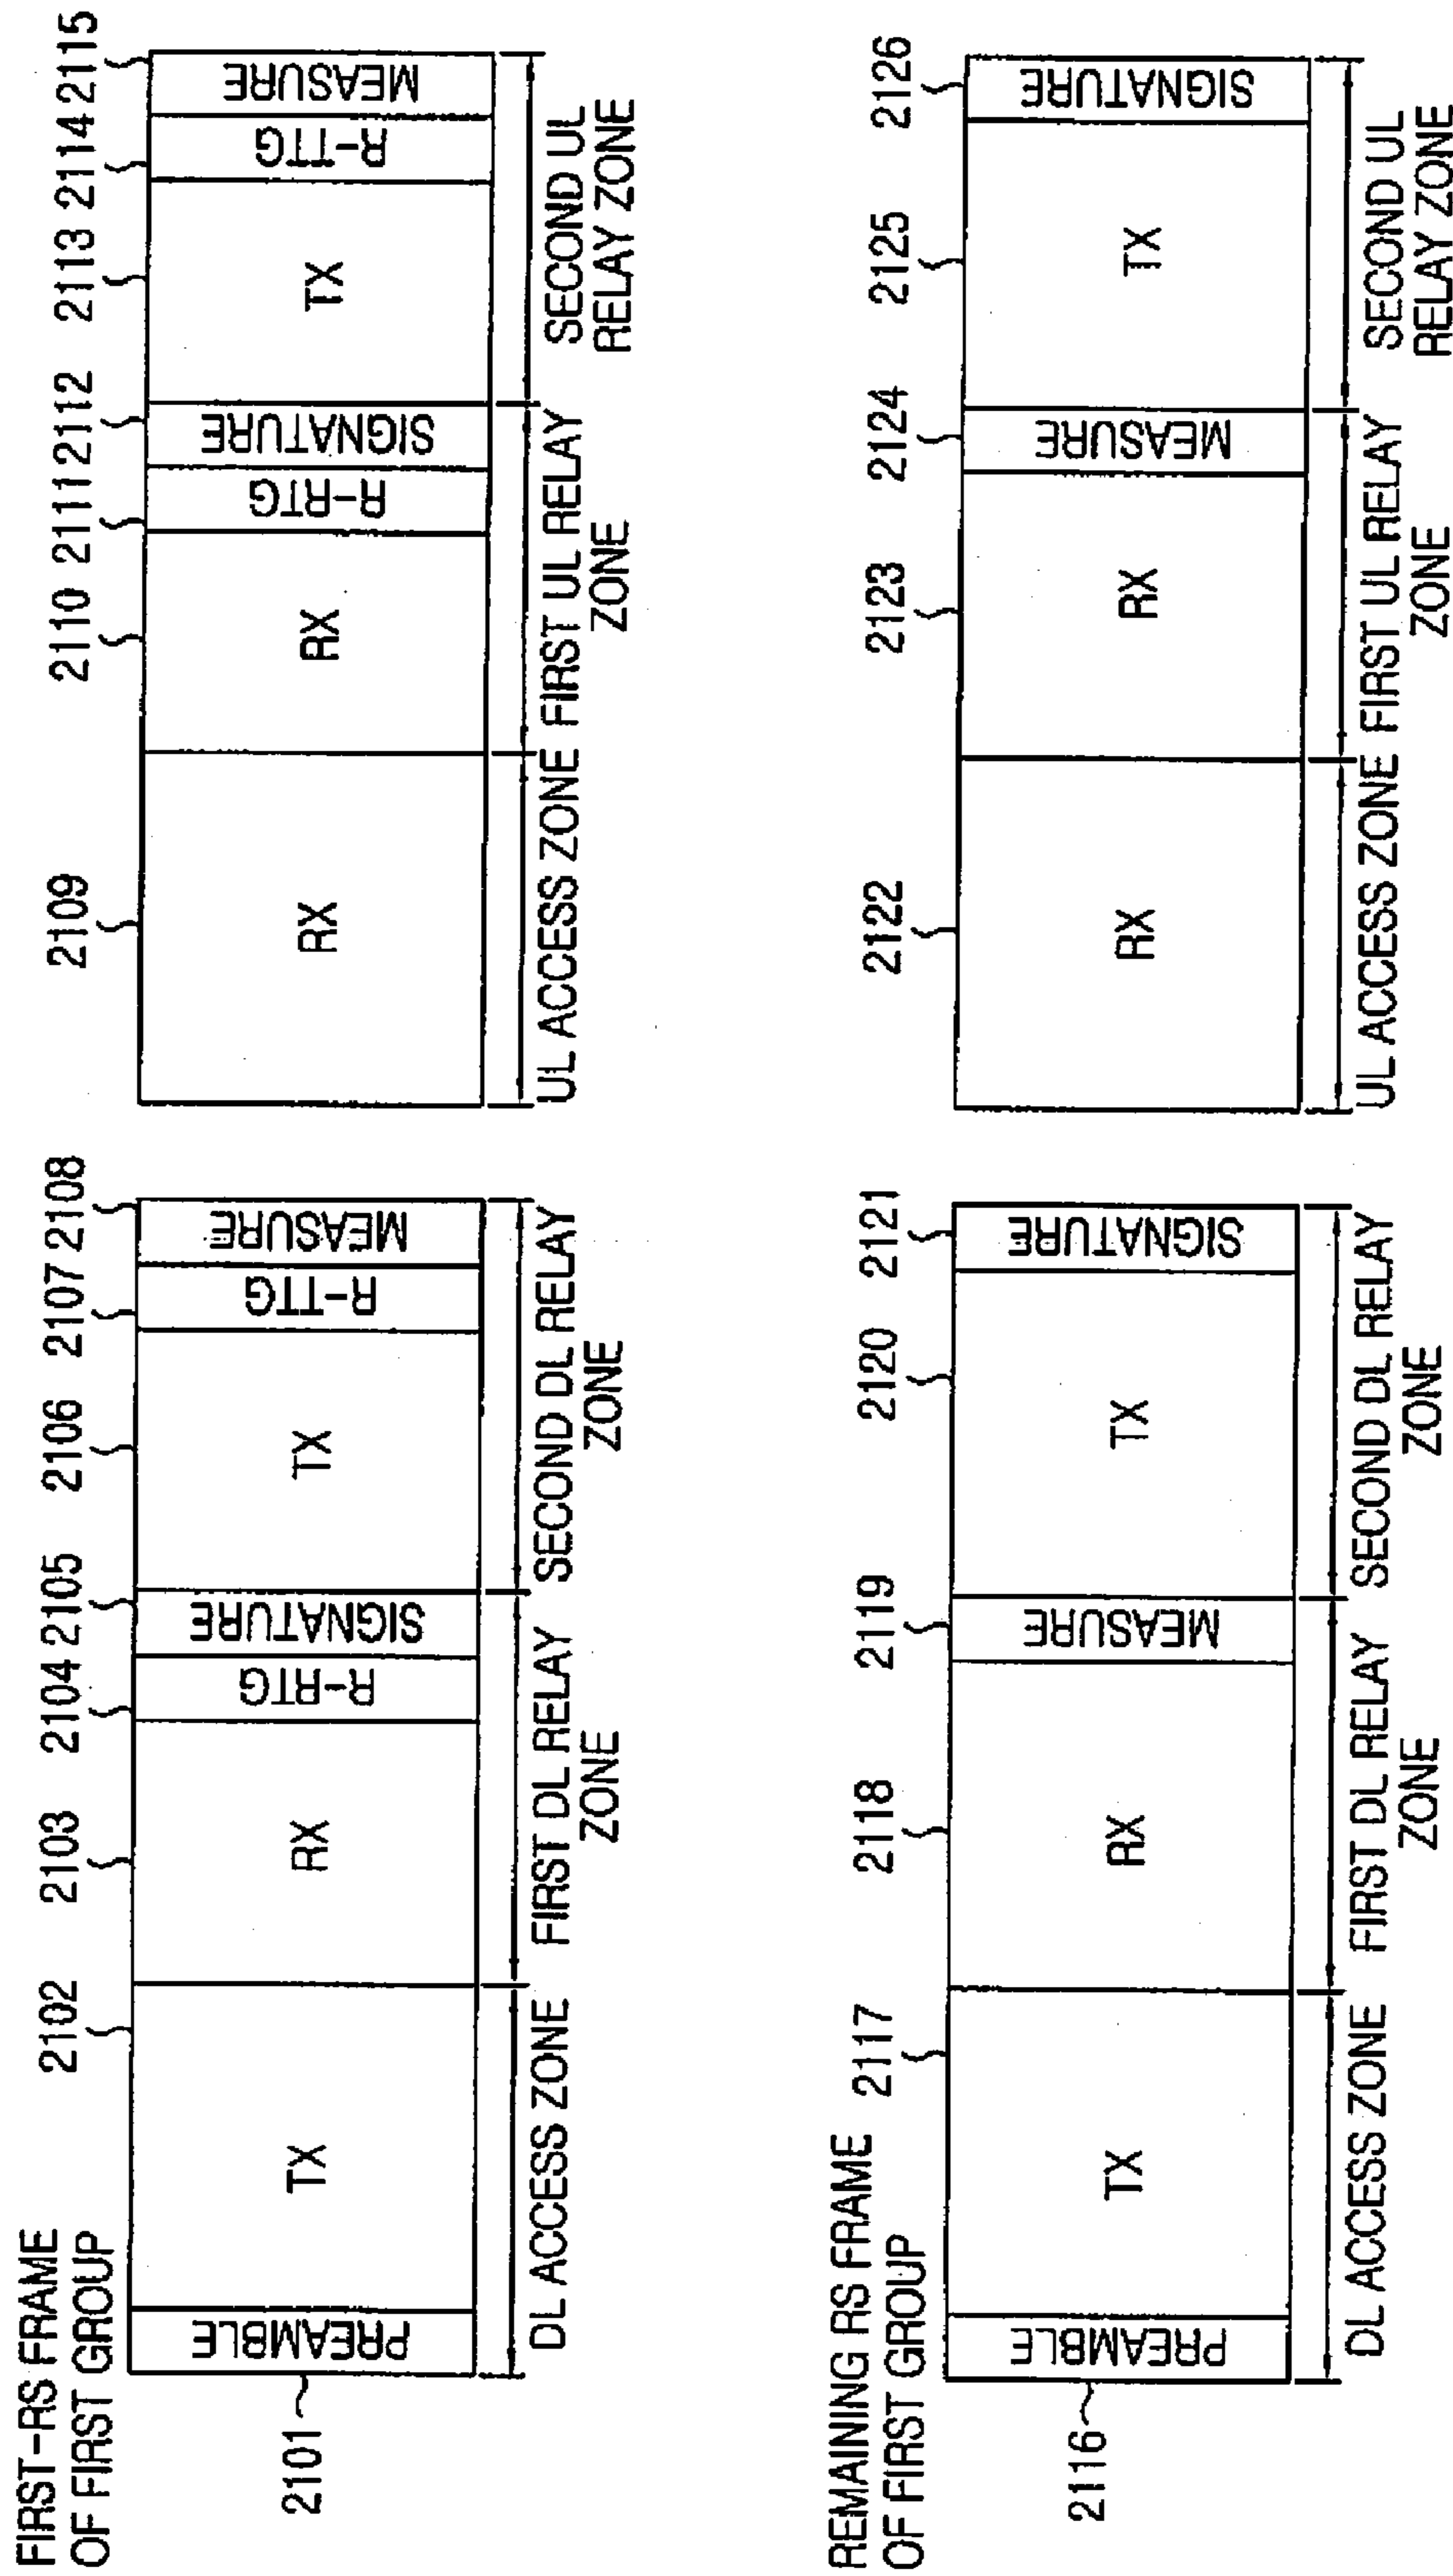 FIRST-RS FRAME
OF FIRST GROUP
2101
2102
2103
2104
2105
2106
2107
2108
2109
2110
2111
2112
2113
2114
2115
PREAMBLE
TX
RX
R-RTG
SIGNATURE
TX
R-TTG
MEASURE
RX
RX
R-RTG
SIGNATURE
TX
R-TTG
MEASURE
DL ACCESS ZONE
FIRST DL RELAY
ZONE
SECOND DL RELAY
ZONE
UL ACCESS ZONE
FIRST UL RELAY
ZONE
SECOND UL
RELAY ZONE
REMAINING RS FRAME
OF FIRST GROUP
2116
2117
2118
2119
2120
2121
2122
2123
2124
2125
2126
PREAMBLE
TX
RX
MEASURE
TX
SIGNATURE
RX
RX
MEASURE
TX
SIGNATURE
DL ACCESS ZONE
FIRST DL RELAY
ZONE
SECOND DL RELAY
ZONE
UL ACCESS ZONE
FIRST UL RELAY
ZONE
SECOND UL
RELAY ZONE